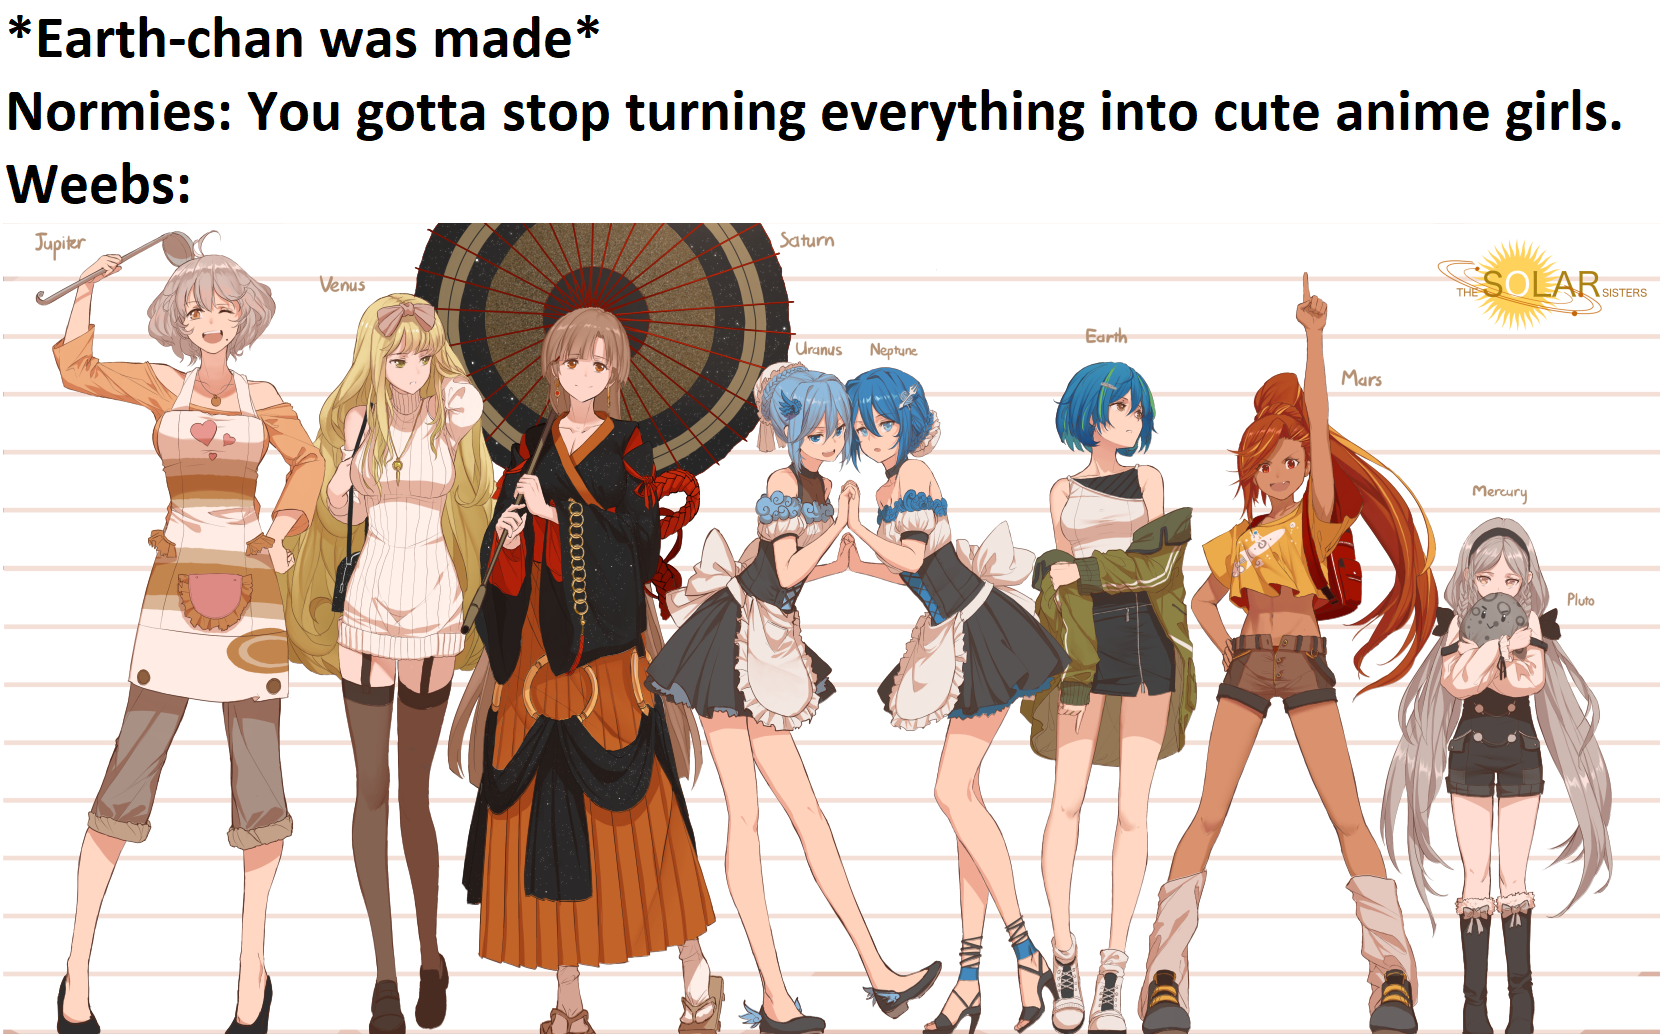 *Earth-chan was made*
Normies: You gotta stop turning everything into cute anime girls.
Weebs:
Jupiter
Venus
Saturn
Uranus
Neptune
Earth
Mars
Mercury
Pluto
THE SOLAR SISTERS